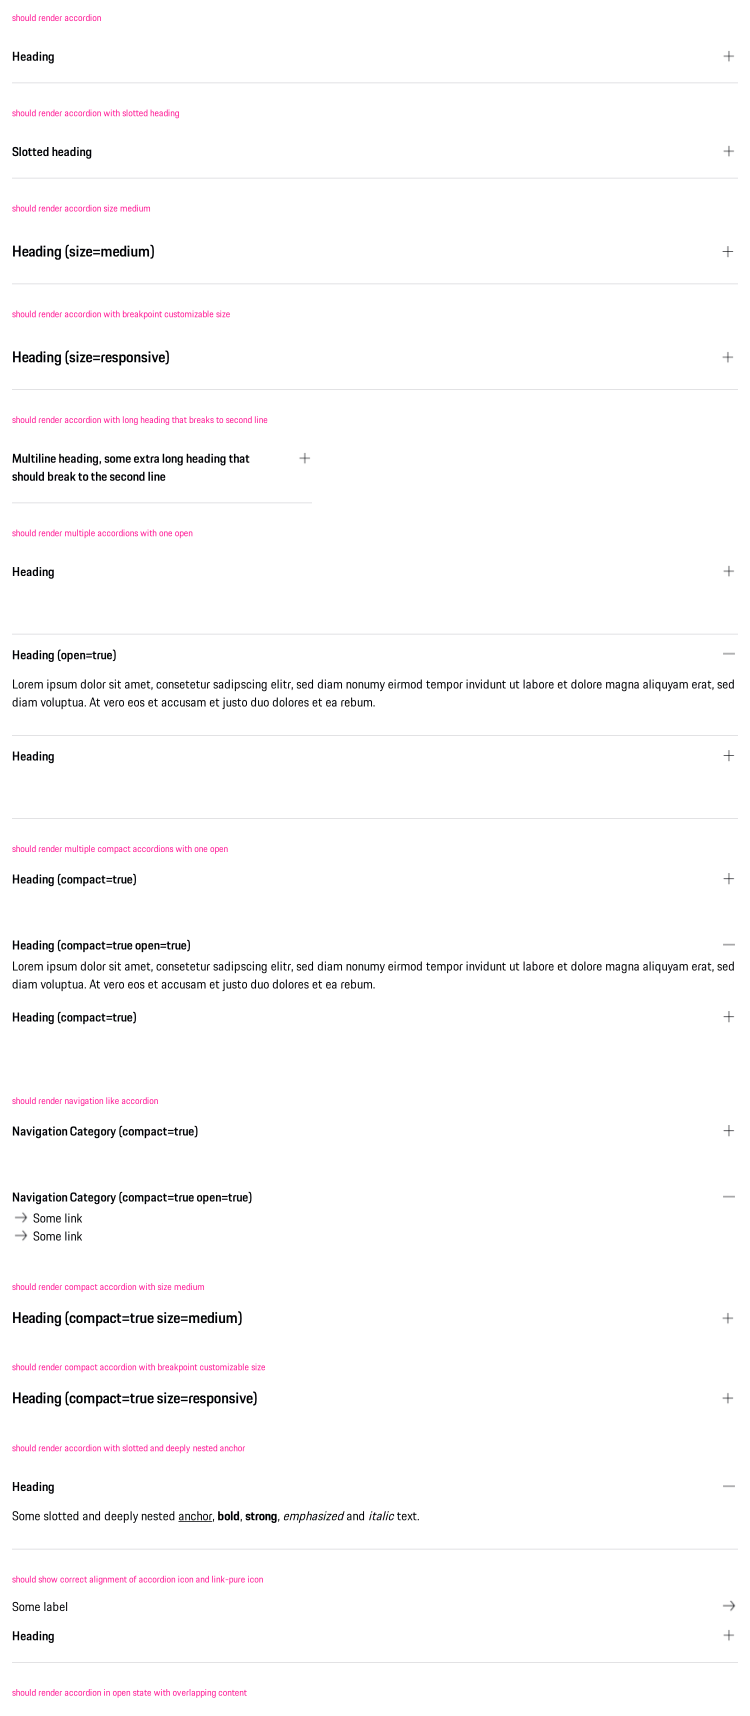 should render accordion
Heading
should render accordion with slotted heading
Slotted heading
should render accordion size medium
Heading (size=medium)
should render accordion with breakpoint customizable size
Heading (size=responsive)
should render accordion with long heading that breaks to second line
Multiline heading, some extra long heading that
should break to the second line
should render multiple accordions with one open
Heading
Heading (open=true)
Lorem ipsum dolor sit amet, consetetur sadipscing elitr, sed diam nonumy eirmod tempor invidunt ut labore et dolore magna aliquyam erat, sed
diam voluptua. At vero eos et accusam et justo duo dolores et ea rebum.
Heading
should render multiple compact accordions with one open
Heading (compact=true)
Heading (compact=true open=true)
Lorem ipsum dolor sit amet, consetetur sadipscing elitr, sed diam nonumy eirmod tempor invidunt ut labore et dolore magna aliquyam erat, sed
diam voluptua. At vero eos et accusam et justo duo dolores et ea rebum.
Heading (compact=true)
should render navigation like accordion
Navigation Category (compact=true)
Navigation Category (compact=true open=true)
Some link
Some link
should render compact accordion with size medium
Heading (compact=true size=medium)
should render compact accordion with breakpoint customizable size
Heading (compact=true size=responsive)
should render accordion with slotted and deeply nested anchor
Heading
Some slotted and deeply nested anchor, bold, strong, emphasized and italic text.
should show correct alignment of accordion icon and link-pure icon
Some label
Heading
should render accordion in open state with overlapping content